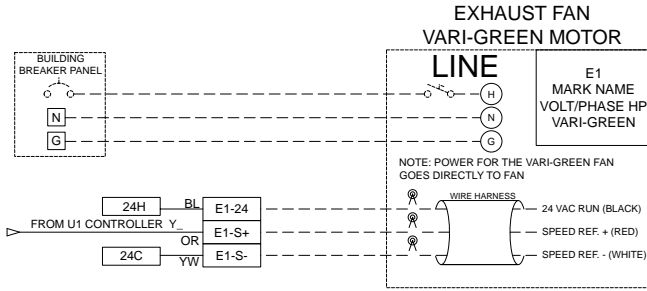 EXHAUST FAN
VARI-GREEN MOTOR
BUILDING
BREAKER PANEL
LINE
E1
MARK NAME
VOLT/PHASE HP
VARI-GREEN
H
N
N
G
G
NOTE: POWER FOR THE VARI-GREEN FAN
GOES DIRECTLY TO FAN
WIRE HARNESS
24H
BL
E1-24
24 VAC RUN (BLACK)
FROM U1 CONTROLLER Y_
E1-S+
SPEED REF. + (RED)
OR
24C
YW
E1-S-
SPEED REF. - (WHITE)